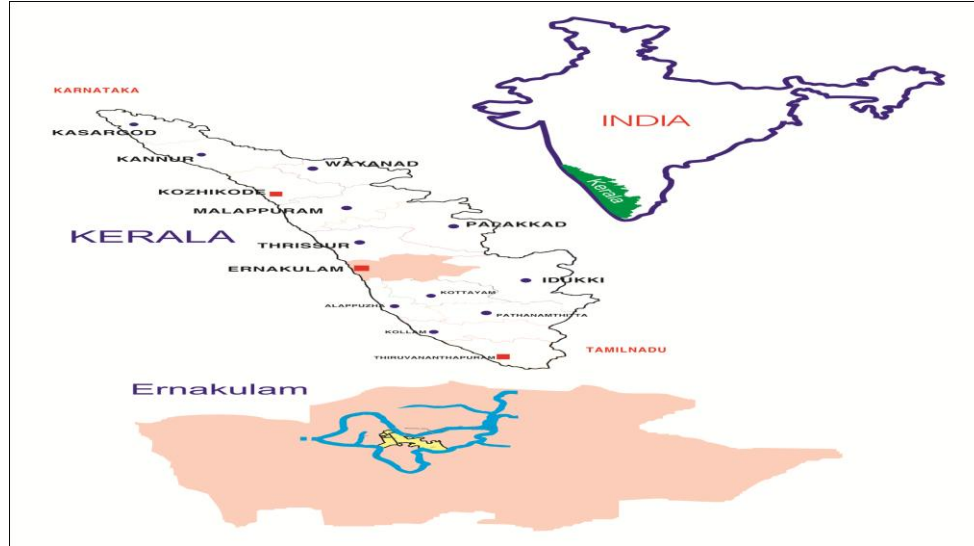 KARNATAKA
INDIA
Kerala
KASARGOD
KANNUR
WAYANAD
KOZHIKODE
MALAPPURAM
PALAKKAD
KERALA
THRISSUR
ERNAKULAM
IDUKKI
KOTTAYAM
ALAPPUZHA
PATHANAMTHITTA
KOLLAM
THIRUVANANTHAPURAM
TAMILNADU
Ernakulam